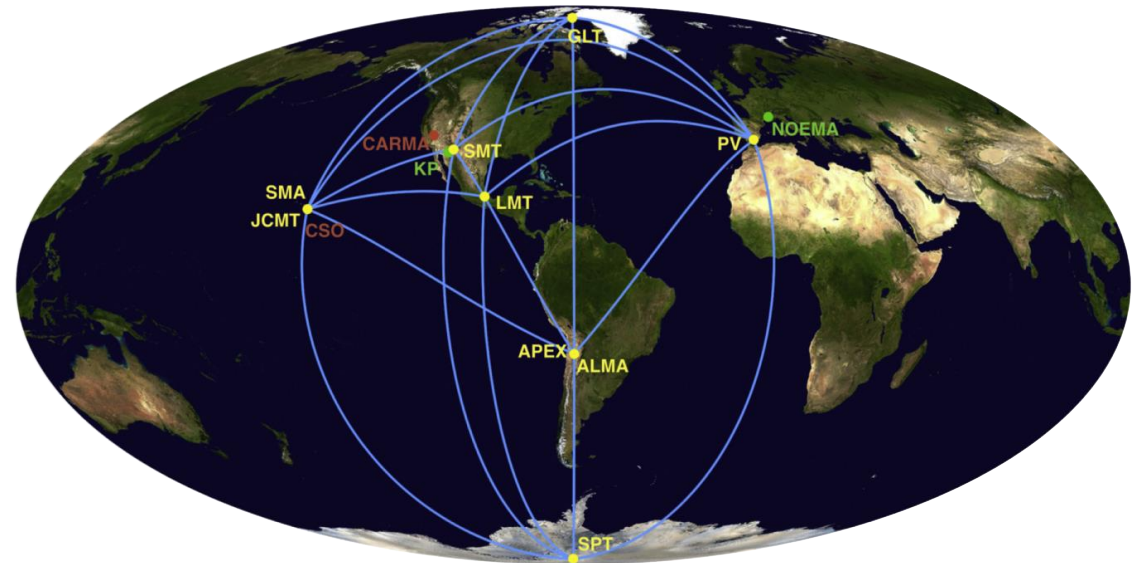 GLT
CARMA
SMT
KP
NOEMA
PV
SMA
JCMT
CSO
LMT
APEX
ALMA
SPT